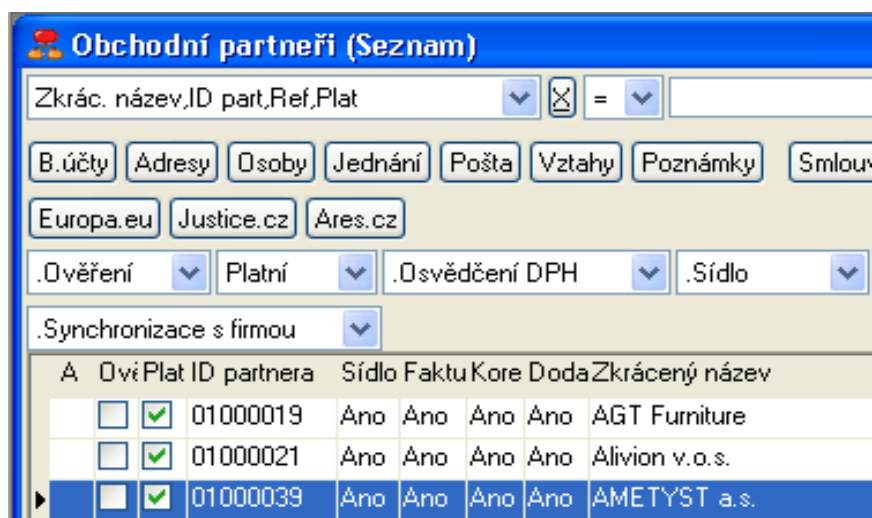 Obchodní partneři (Seznam)
Zkrác. název,ID part,Ref,Plat X =
B.účty Adresy Osoby Jednání Pošta Vztahy Poznámky Smlouv
Europa.eu Justice.cz Ares.cz
.Ověření Platní .Osvědčení DPH .Sídlo
.Synchronizace s firmou
A Ově Plat ID partnera Sídlo Faktu Kore Doda Zkrácený název
01000019 Ano Ano Ano Ano AGT Furniture
01000021 Ano Ano Ano Ano Alivion v.o.s.
01000039 Ano Ano Ano Ano AMETYST a.s.